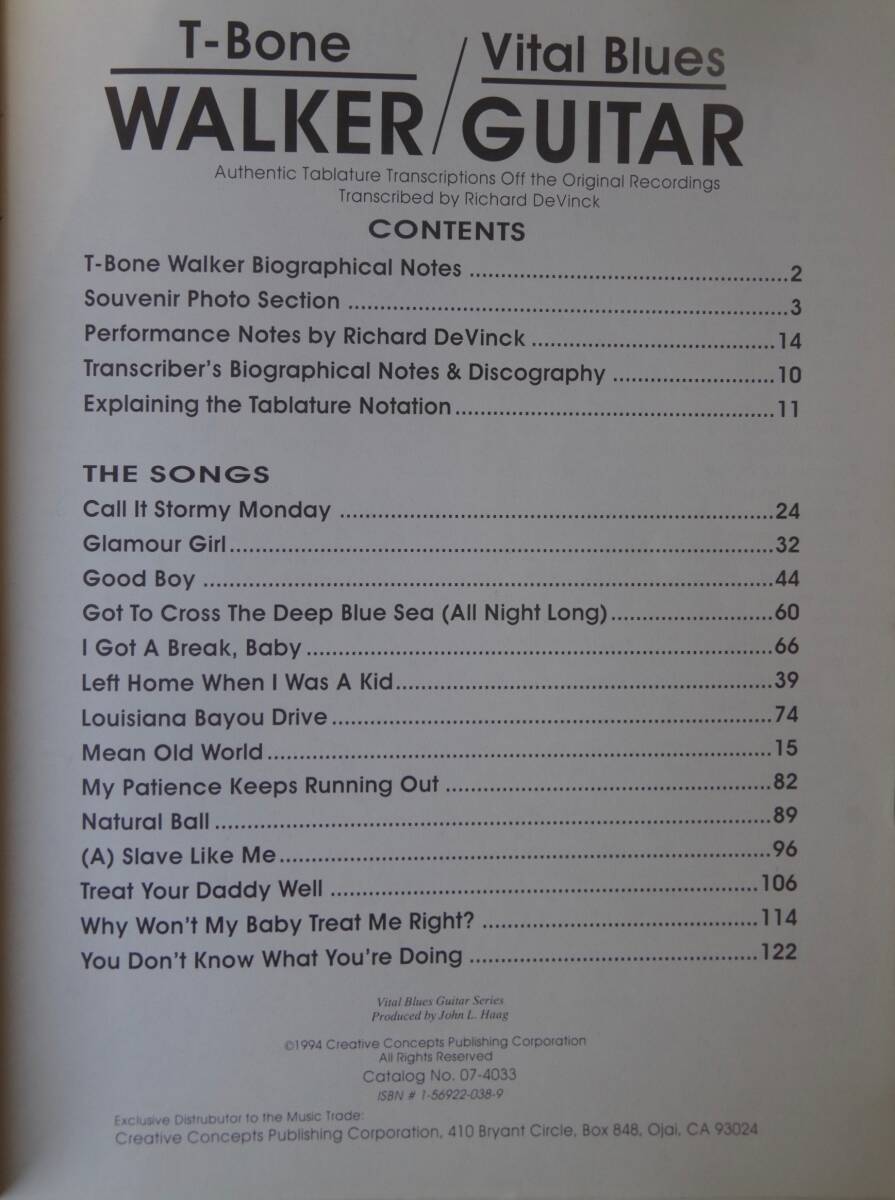 T-Bone
WALKER / Vital Blues
GUITAR
Authentic Tablature Transcriptions Off the Original Recordings
Transcribed by Richard DeVinck
CONTENTS
T-Bone Walker Biographical Notes ..................................................2
Souvenir Photo Section ......................................................................3
Performance Notes by Richard DeVinck .......................................14
Transcriber's Biographical Notes & Discography ..........................10
Explaining the Tablature Notation...................................................11
THE SONGS
Call It Stormy Monday .....................................................................24
Glamour Girl.......................................................................................32
Good Boy ...........................................................................................44
Got To Cross The Deep Blue Sea (All Night Long)..........................60
I Got A Break, Baby ..........................................................................66
Left Home When I Was A Kid............................................................39
Louisiana Bayou Drive ......................................................................74
Mean Old World ................................................................................15
My Patience Keeps Running Out ....................................................82
Natural Ball ........................................................................................89
(A) Slave Like Me..............................................................................96
Treat Your Daddy Well ....................................................................106
Why Won't My Baby Treat Me Right? ............................................114
You Don't Know What You're Doing ..............................................122
Vital Blues Guitar Series
Produced by John L. Haag
©1994 Creative Concepts Publishing Corporation
All Rights Reserved
Catalog No. 07-4033
ISBN # 1-56922-038-9
Exclusive Distrubutor to the Music Trade:
Creative Concepts Publishing Corporation, 410 Bryant Circle, Box 848, Ojai, CA 93024